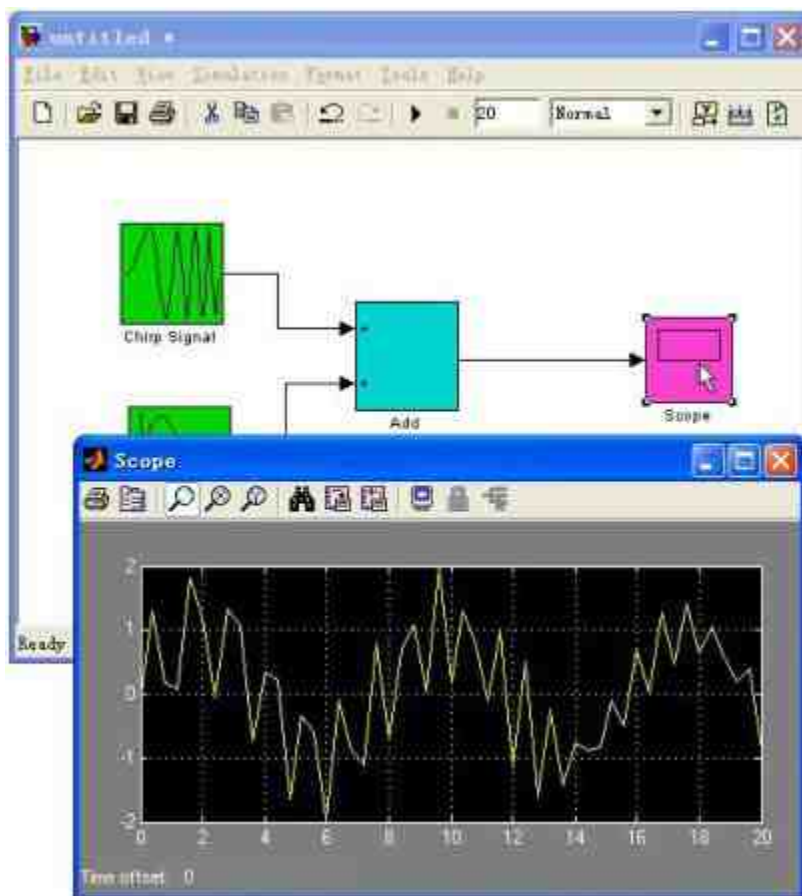 untitled *
File Edit View Simulation Format Tools Help
20 Normal
Chirp Signal
Add
Scope
Ready
Scope
2
1
0
-1
-2
0 2 4 6 8 10 12 14 16 18 20
Time offset: 0